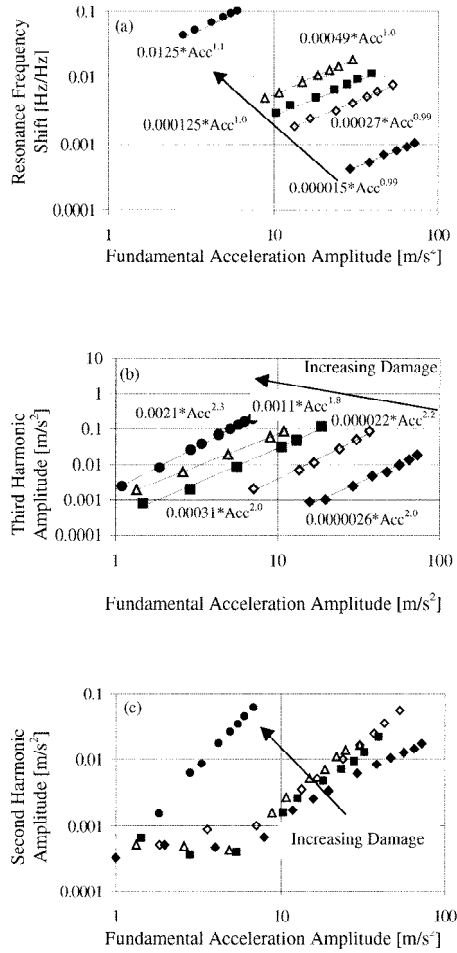 (a)
0.1
0.01
0.001
0.0001
Resonance Frequency
Shift [Hz/Hz]
0.0125*Acc^1.1
0.00049*Acc^1.0
0.000125*Acc^1.0
0.00027*Acc^0.99
0.000015*Acc^0.99
1
10
100
Fundamental Acceleration Amplitude [m/s²]
(b)
10
1
0.1
0.01
0.001
0.0001
Third Harmonic
Amplitude [m/s²]
Increasing Damage
0.0021*Acc^2.3
0.0011*Acc^1.8
0.000022*Acc^2.2
0.00031*Acc^2.0
0.0000026*Acc^2.0
1
10
100
Fundamental Acceleration Amplitude [m/s²]
(c)
0.1
0.01
0.001
0.0001
Second Harmonic
Amplitude [m/s²]
Increasing Damage
1
10
100
Fundamental Acceleration Amplitude [m/s²]